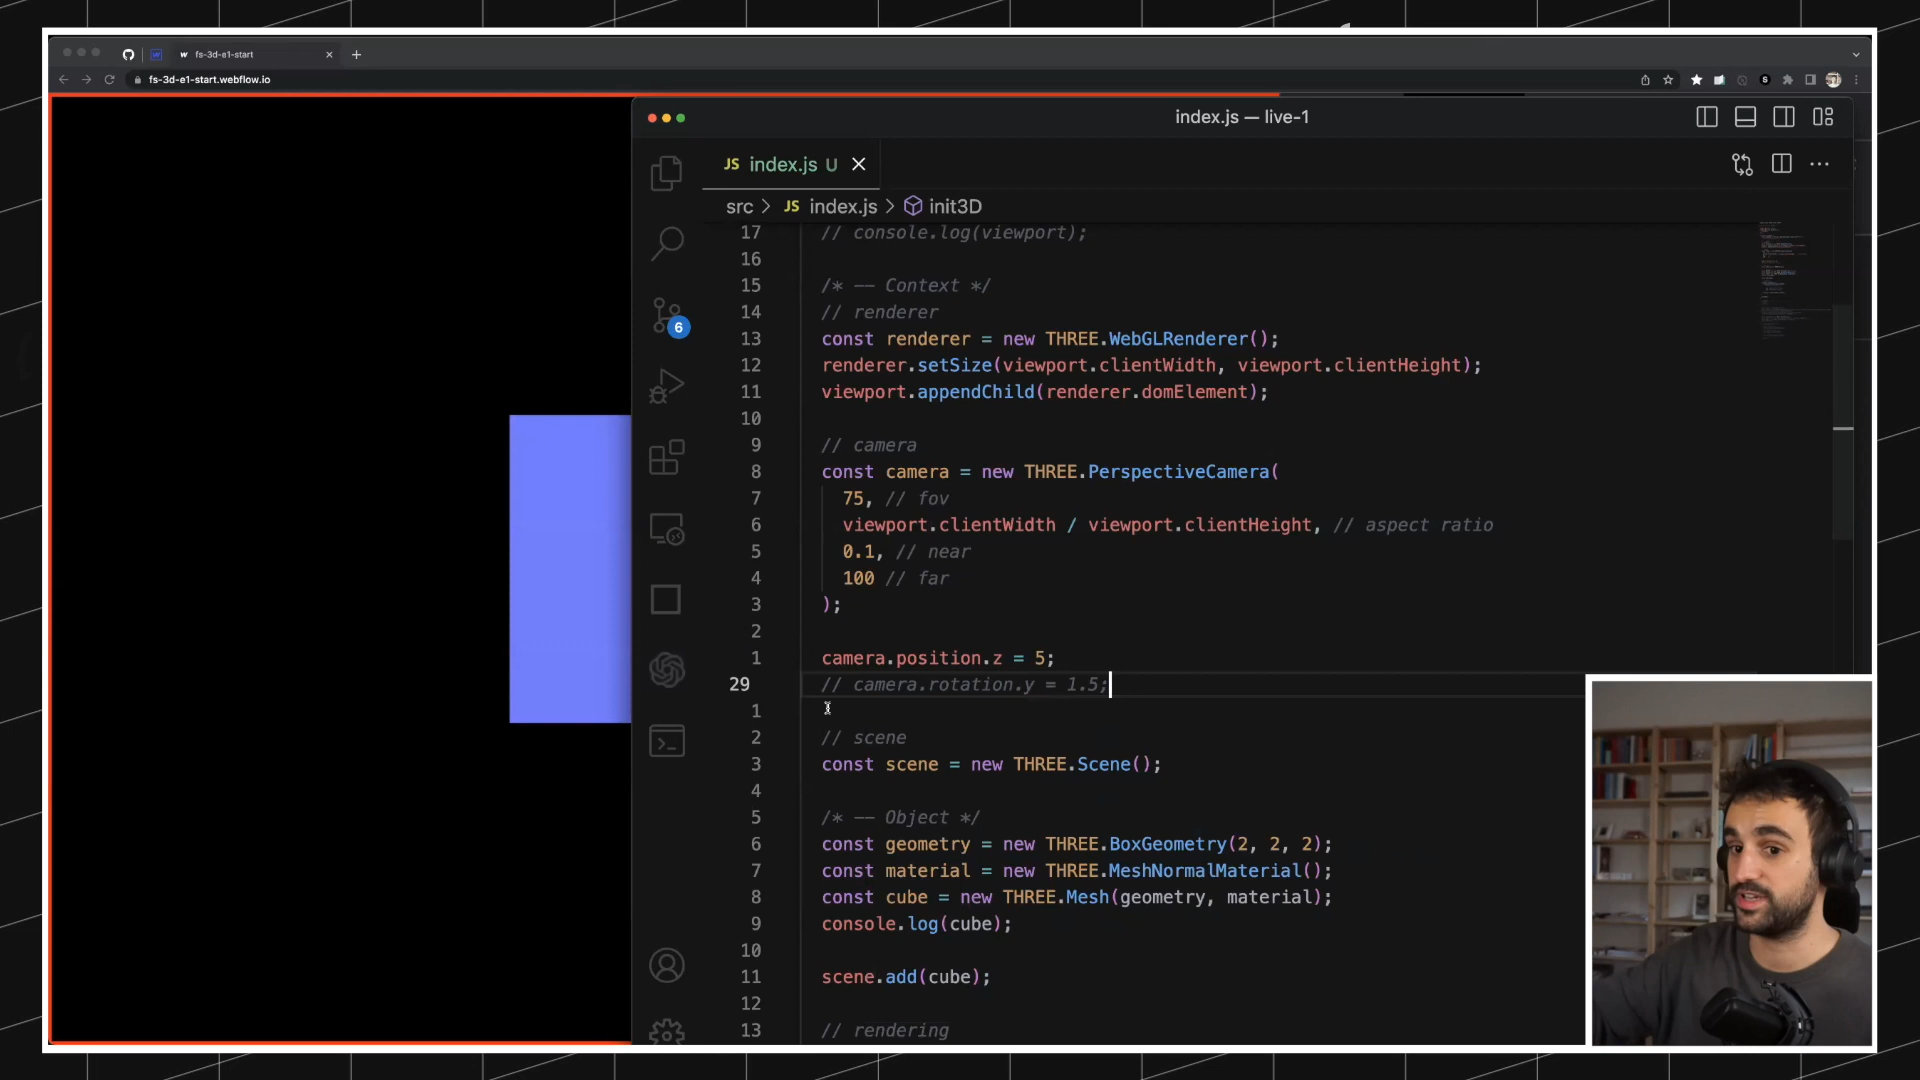 fs-3d-e1-start
fs-3d-e1-start.webflow.io
index.js — live-1
JS index.js U
src > JS index.js > init3D
17 // console.log(viewport);
16
15 /* —— Context */
14 // renderer
13 const renderer = new THREE.WebGLRenderer();
12 renderer.setSize(viewport.clientWidth, viewport.clientHeight);
11 viewport.appendChild(renderer.domElement);
10
9 // camera
8 const camera = new THREE.PerspectiveCamera(
7 75, // fov
6 viewport.clientWidth / viewport.clientHeight, // aspect ratio
5 0.1, // near
4 100 // far
3 );
2
1 camera.position.z = 5;
29 // camera.rotation.y = 1.5;
1
2 // scene
3 const scene = new THREE.Scene();
4
5 /* —— Object */
6 const geometry = new THREE.BoxGeometry(2, 2, 2);
7 const material = new THREE.MeshNormalMaterial();
8 const cube = new THREE.Mesh(geometry, material);
9 console.log(cube);
10
11 scene.add(cube);
12
13 // rendering
6